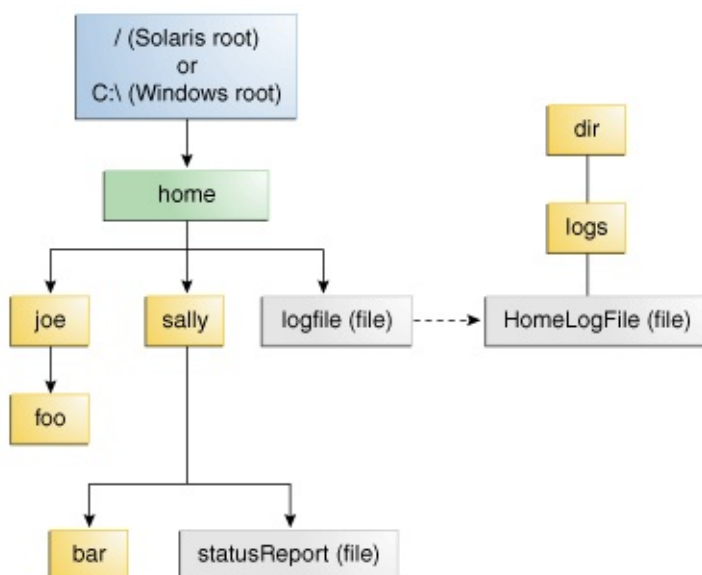 / (Solaris root)
or
C:\ (Windows root)
dir
home
logs
joe
sally
logfile (file)
HomeLogFile (file)
foo
bar
statusReport (file)